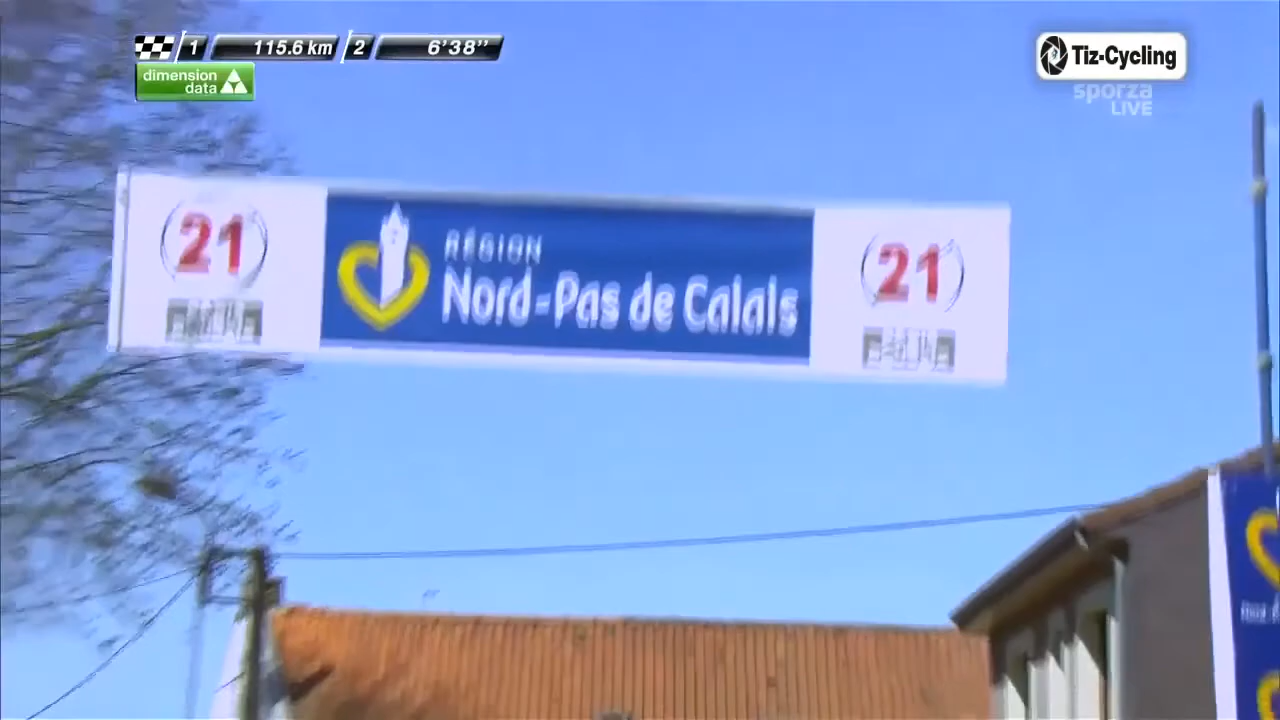 1 115.6 km 2 6'38''
dimension
data
Tiz-Cycling
sporza
LIVE
21
RÉGION
Nord-Pas de Calais
21